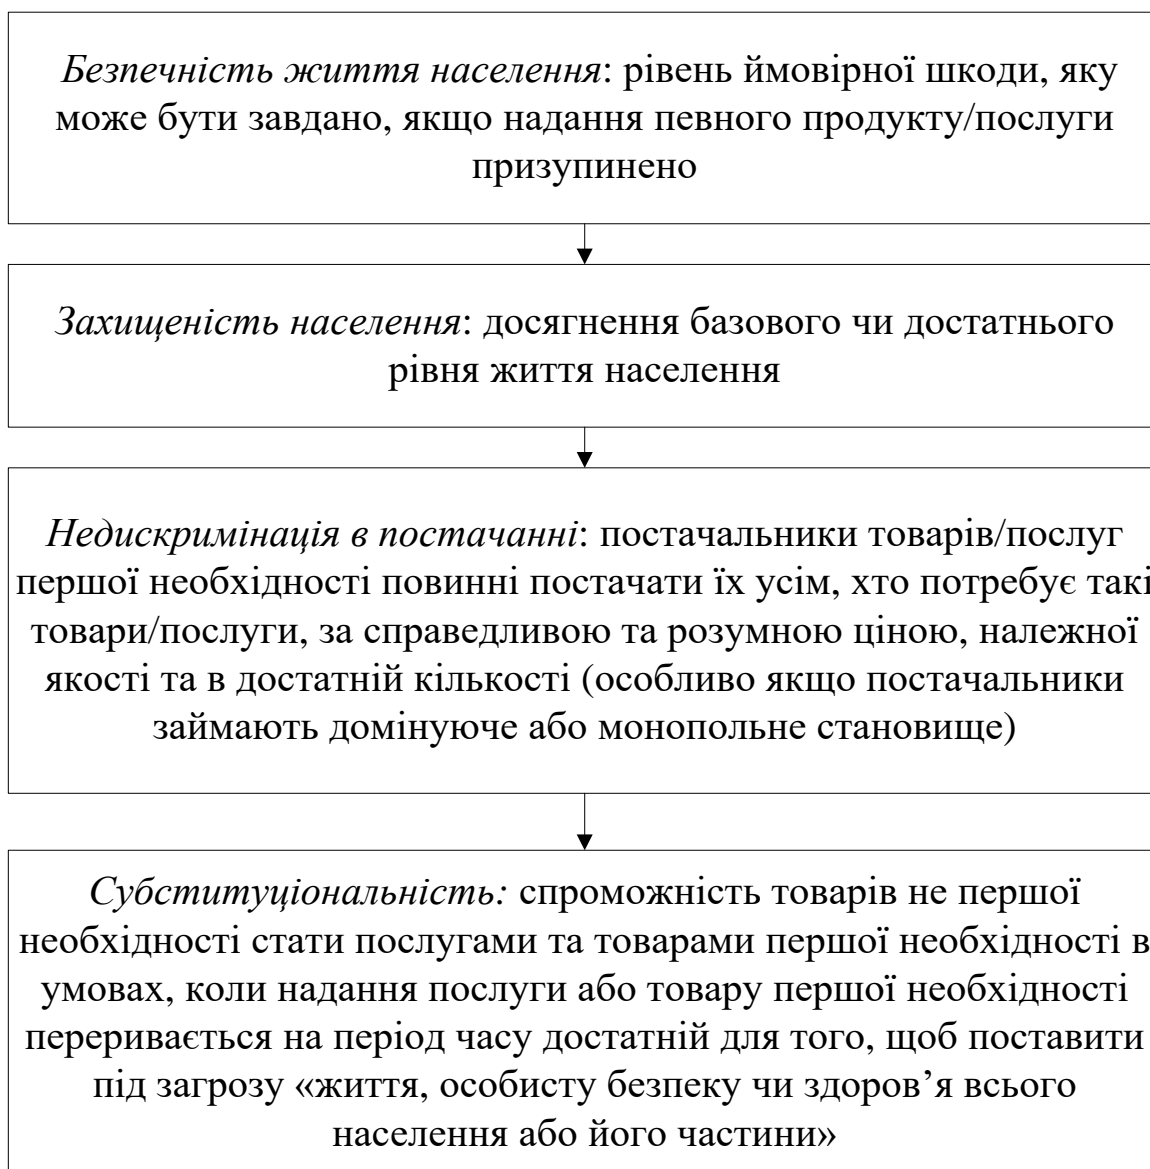 Безпечність життя населення: рівень ймовірної шкоди, яку
може бути завдано, якщо надання певного продукту/послуги
призупинено
Захищеність населення: досягнення базового чи достатнього
рівня життя населення
Недискримінація в постачанні: постачальники товарів/послуг
першої необхідності повинні постачати їх усім, хто потребує такі
товари/послуги, за справедливою та розумною ціною, належної
якості та в достатній кількості (особливо якщо постачальники
займають домінуюче або монопольне становище)
Субституціональність: спроможність товарів не першої
необхідності стати послугами та товарами першої необхідності в
умовах, коли надання послуги або товару першої необхідності
переривається на період часу достатній для того, щоб поставити
під загрозу «життя, особисту безпеку чи здоров’я всього
населення або його частини»